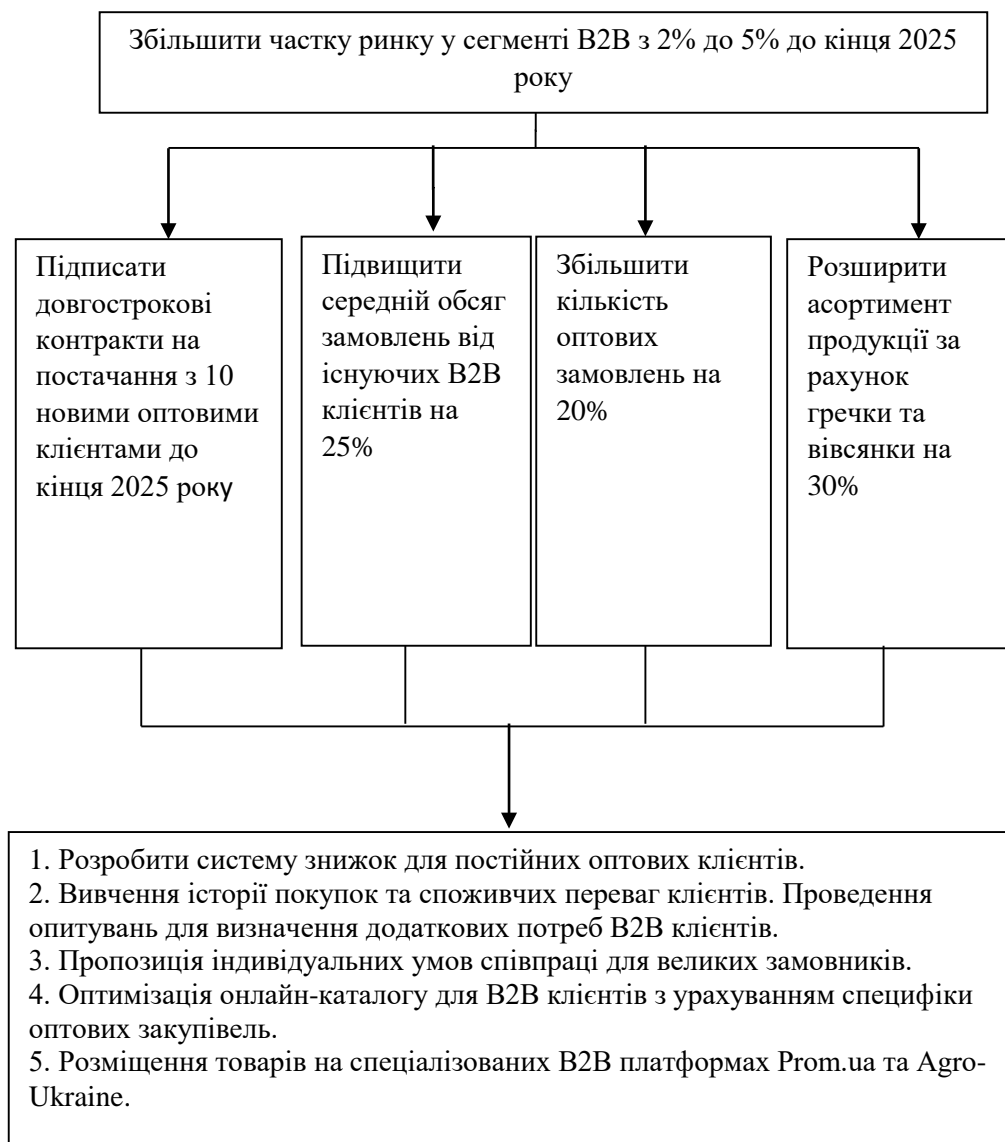 Збільшити частку ринку у сегменті B2B з 2% до 5% до кінця 2025
року
Підписати
довгострокові
контракти на
постачання з 10
новими оптовими
клієнтами до
кінця 2025 року
Підвищити
середній обсяг
замовлень від
існуючих B2B
клієнтів на
25%
Збільшити
кількість
оптових
замовлень на
20%
Розширити
асортимент
продукції за
рахунок
гречки та
вівсянки на
30%
1. Розробити систему знижок для постійних оптових клієнтів.
2. Вивчення історії покупок та споживчих переваг клієнтів. Проведення
опитувань для визначення додаткових потреб B2B клієнтів.
3. Пропозиція індивідуальних умов співпраці для великих замовників.
4. Оптимізація онлайн-каталогу для B2B клієнтів з урахуванням специфіки
оптових закупівель.
5. Розміщення товарів на спеціалізованих B2B платформах Prom.ua та Agro-
Ukraine.